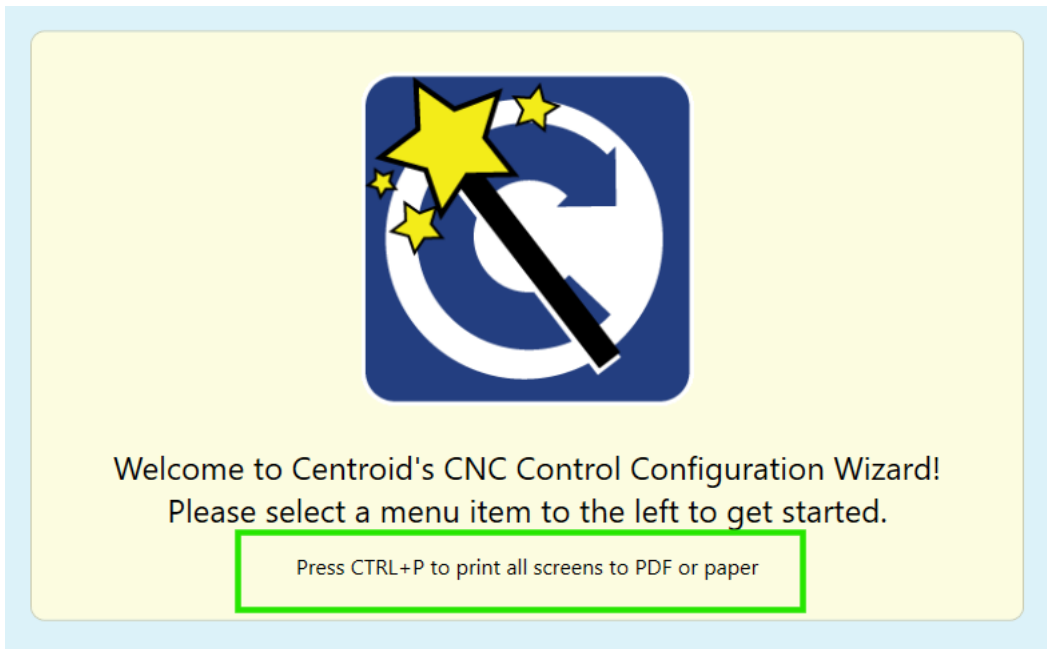 Welcome to Centroid's CNC Control Configuration Wizard!
Please select a menu item to the left to get started.
Press CTRL+P to print all screens to PDF or paper